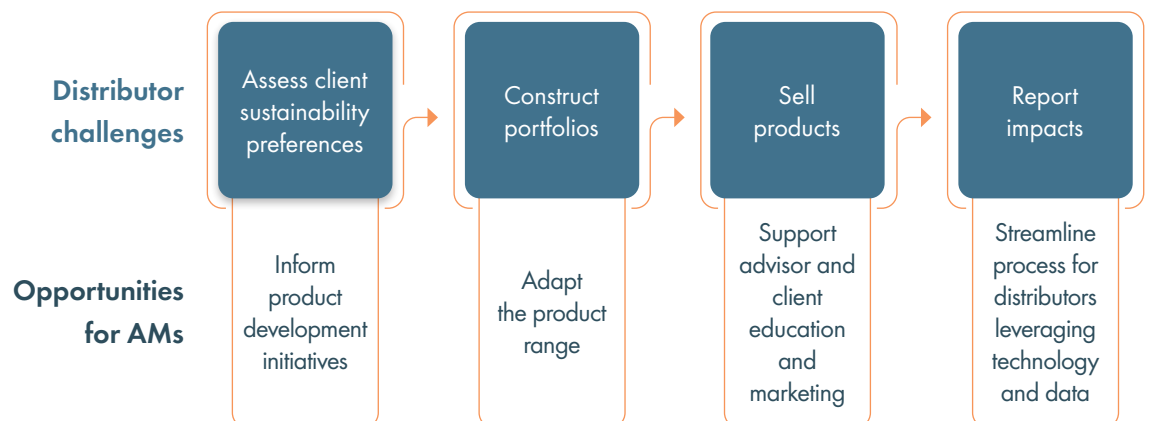 Distributor
challenges
Assess client
sustainability
preferences
Construct
portfolios
Sell
products
Report
impacts
Opportunities
for AMs
Inform
product
development
initiatives
Adapt
the product
range
Support
advisor and
client
education
and
marketing
Streamline
process for
distributors
leveraging
technology
and data